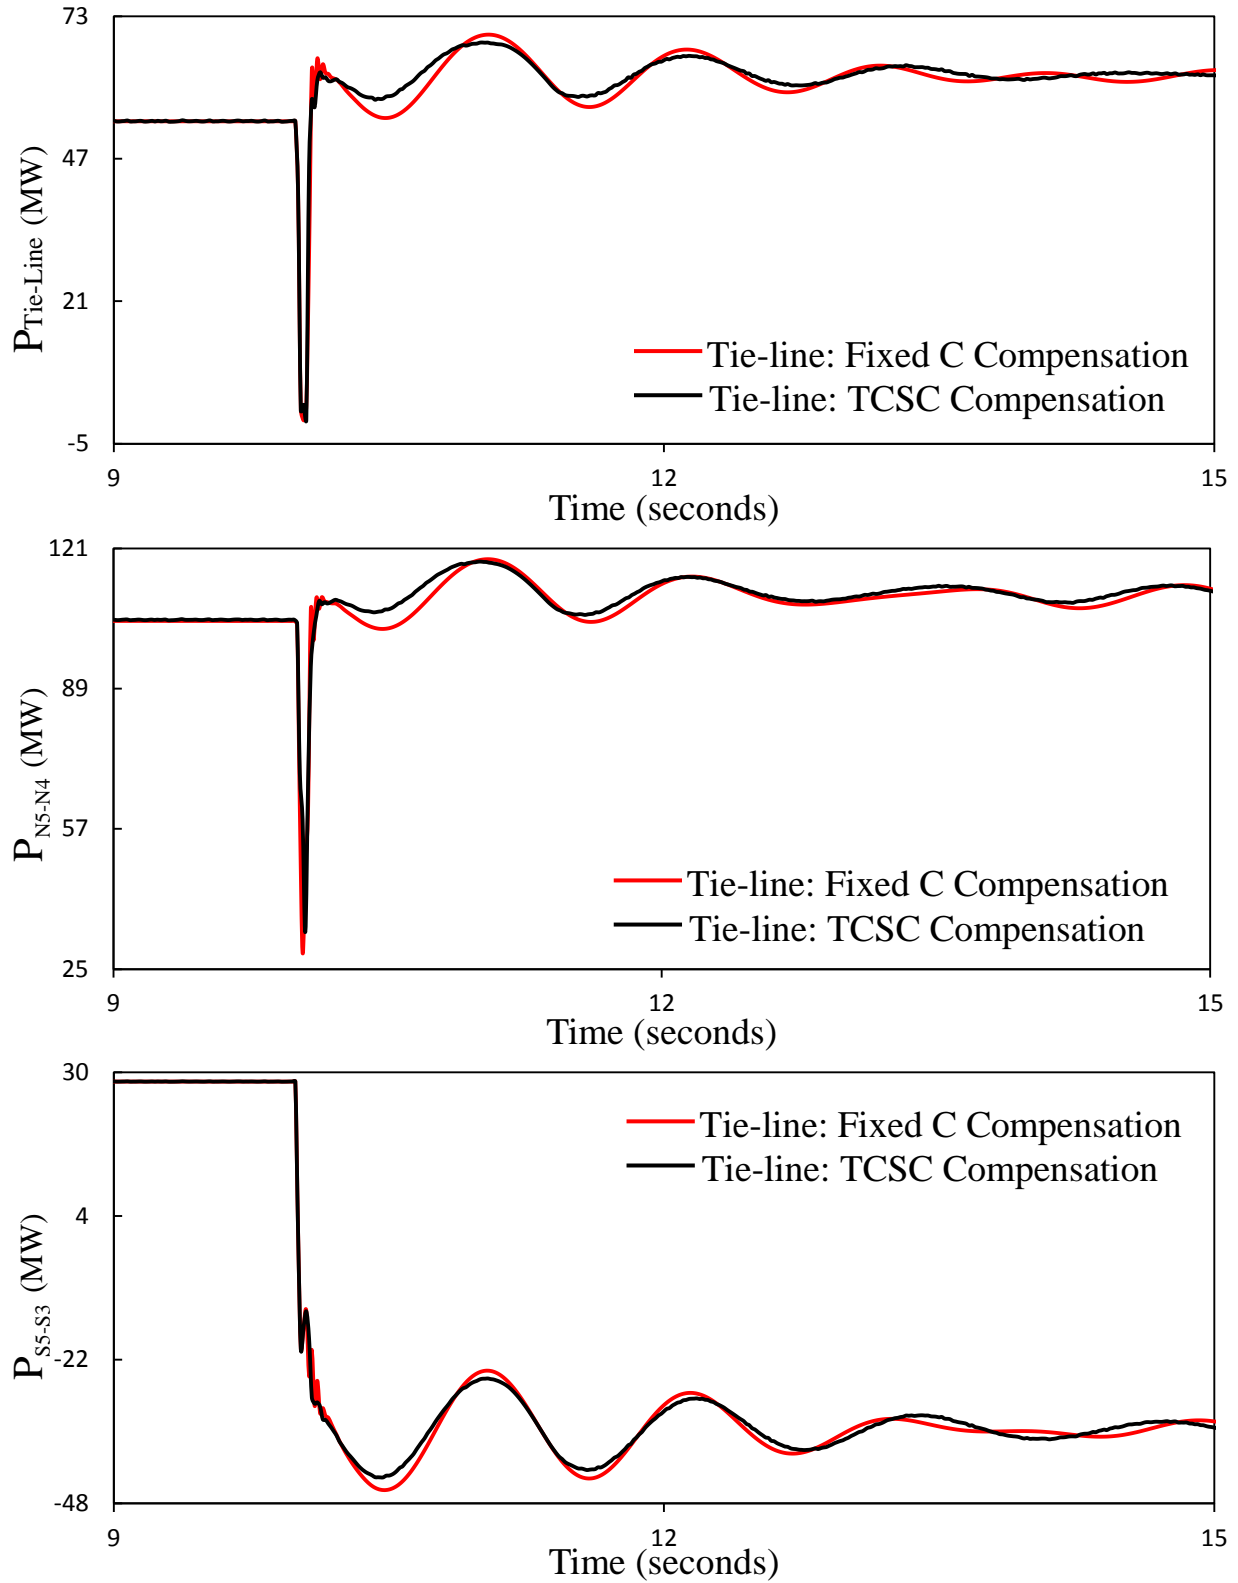 73
47
21
-5
P Tie-Line (MW)
Tie-line: Fixed C Compensation
Tie-line: TCSC Compensation
9 12 15
Time (seconds)
121
89
57
25
P N5-N4 (MW)
Tie-line: Fixed C Compensation
Tie-line: TCSC Compensation
9 12 15
Time (seconds)
30
4
-22
-48
P S5-S3 (MW)
Tie-line: Fixed C Compensation
Tie-line: TCSC Compensation
9 12 15
Time (seconds)